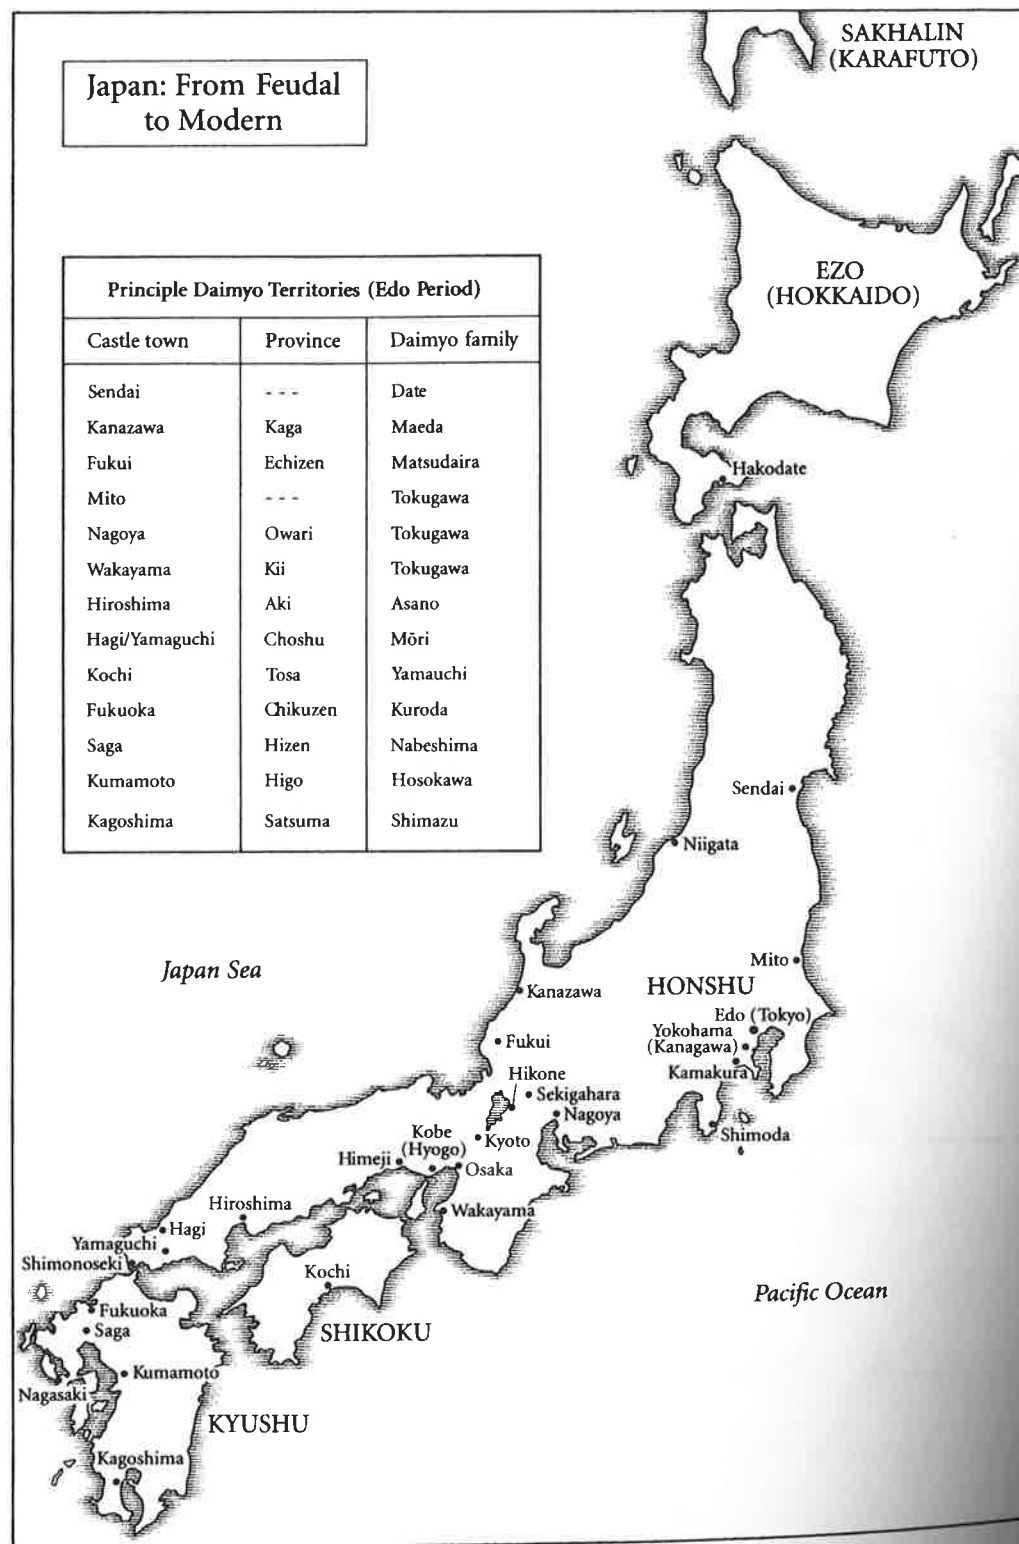 Japan: From Feudal
to Modern
SAKHALIN
(KARAFUTO)
EZO
(HOKKAIDO)
Principle Daimyo Territories (Edo Period)
Castle town Province Daimyo family
Sendai - - - Date
Kanazawa Kaga Maeda
Fukui Echizen Matsudaira
Mito - - - Tokugawa
Nagoya Owari Tokugawa
Wakayama Kii Tokugawa
Hiroshima Aki Asano
Hagi/Yamaguchi Choshu Mōri
Kochi Tosa Yamauchi
Fukuoka Chikuzen Kuroda
Saga Hizen Nabeshima
Kumamoto Higo Hosokawa
Kagoshima Satsuma Shimazu
Hakodate
Sendai
Niigata
Japan Sea
Mito
HONSHU
Kanazawa
Edo (Tokyo)
Yokohama
(Kanagawa)
Fukui
Kamakura
Hikone
Sekigahara
Nagoya
Shimoda
Kyoto
Kobe
(Hyogo)
Himeji
Osaka
Wakayama
Hiroshima
Hagi
Yamaguchi
Shimonoseki
Kochi
Pacific Ocean
Fukuoka
SHIKOKU
Saga
Kumamoto
Nagasaki
KYUSHU
Kagoshima